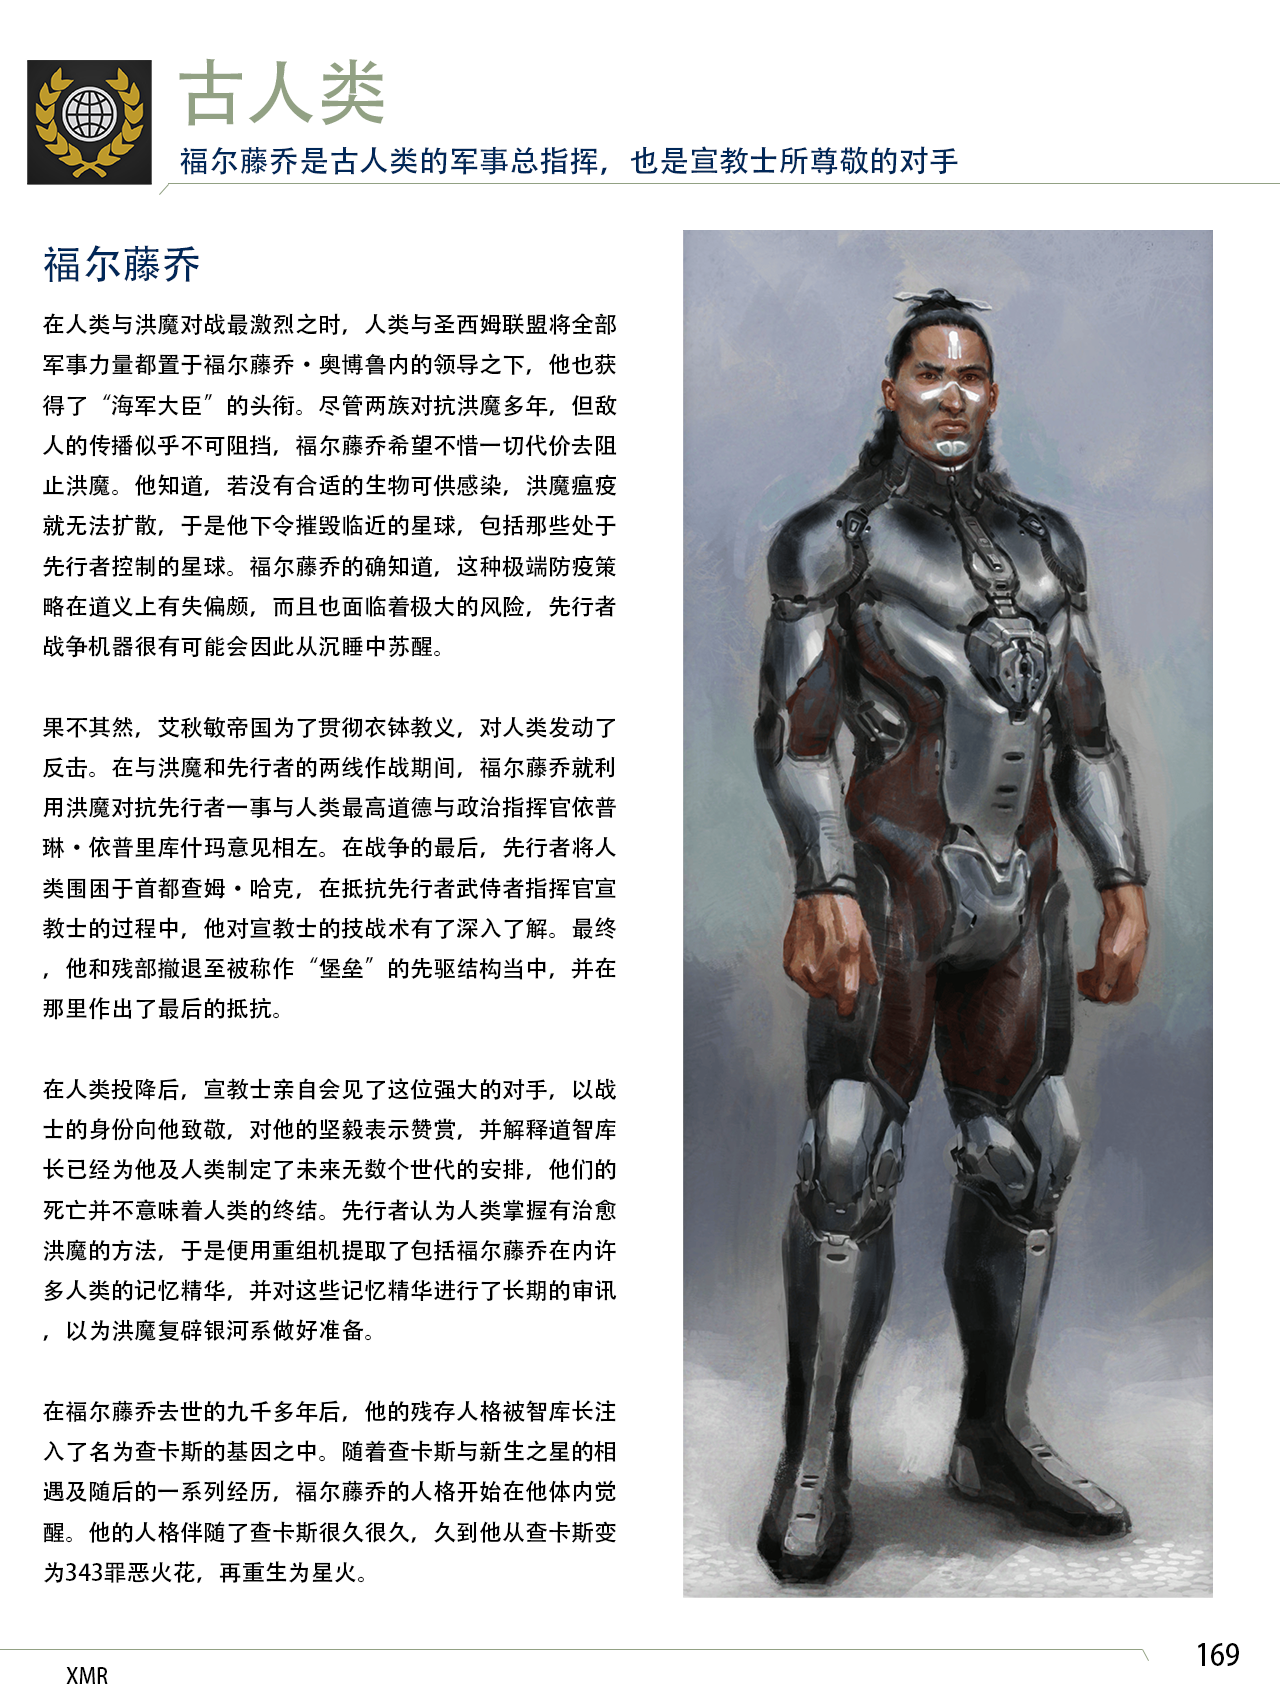 古人类
福尔藤乔是古人类的军事总指挥，也是宣教士所尊敬的对手
福尔藤乔
在人类与洪魔对战最激烈之时，人类与圣西姆联盟将全部
军事力量都置于福尔藤乔·奥博鲁内的领导之下，他也获
得了“海军大臣”的头衔。尽管两族对抗洪魔多年，但敌
人的传播似乎不可阻挡，福尔藤乔希望不惜一切代价去阻
止洪魔。他知道，若没有合适的生物可供感染，洪魔瘟疫
就无法扩散，于是他下令摧毁临近的星球，包括那些处于
先行者控制的星球。福尔藤乔的确知道，这种极端防疫策
略在道义上有失偏颇，而且也面临着极大的风险，先行者
战争机器很有可能会因此从沉睡中苏醒。
果不其然，艾秋敏帝国为了贯彻衣钵教义，对人类发动了
反击。在与洪魔和先行者的两线作战期间，福尔藤乔就利
用洪魔对抗先行者一事与人类最高道德与政治指挥官依普
琳·依普里库什玛意见相左。在战争的最后，先行者将人
类围困于首都查姆·哈克，在抵抗先行者武侍者指挥官宣
教士的过程中，他对宣教士的技战术有了深入了解。最终
，他和残部撤退至被称作“堡垒”的先驱结构当中，并在
那里作出了最后的抵抗。
在人类投降后，宣教士亲自会见了这位强大的对手，以战
士的身份向他致敬，对他的坚毅表示赞赏，并解释道智库
长已经为他及人类制定了未来无数个世代的安排，他们的
死亡并不意味着人类的终结。先行者认为人类掌握有治愈
洪魔的方法，于是便用重组机提取了包括福尔藤乔在内许
多人类的记忆精华，并对这些记忆精华进行了长期的审讯
，以为洪魔复辟银河系做好准备。
在福尔藤乔去世的九千多年后，他的残存人格被智库长注
入了名为查卡斯的基因之中。随着查卡斯与新生之星的相
遇及随后的一系列经历，福尔藤乔的人格开始在他体内觉
醒。他的人格伴随了查卡斯很久很久，久到他从查卡斯变
为343罪恶火花，再重生为星火。
169
XMR